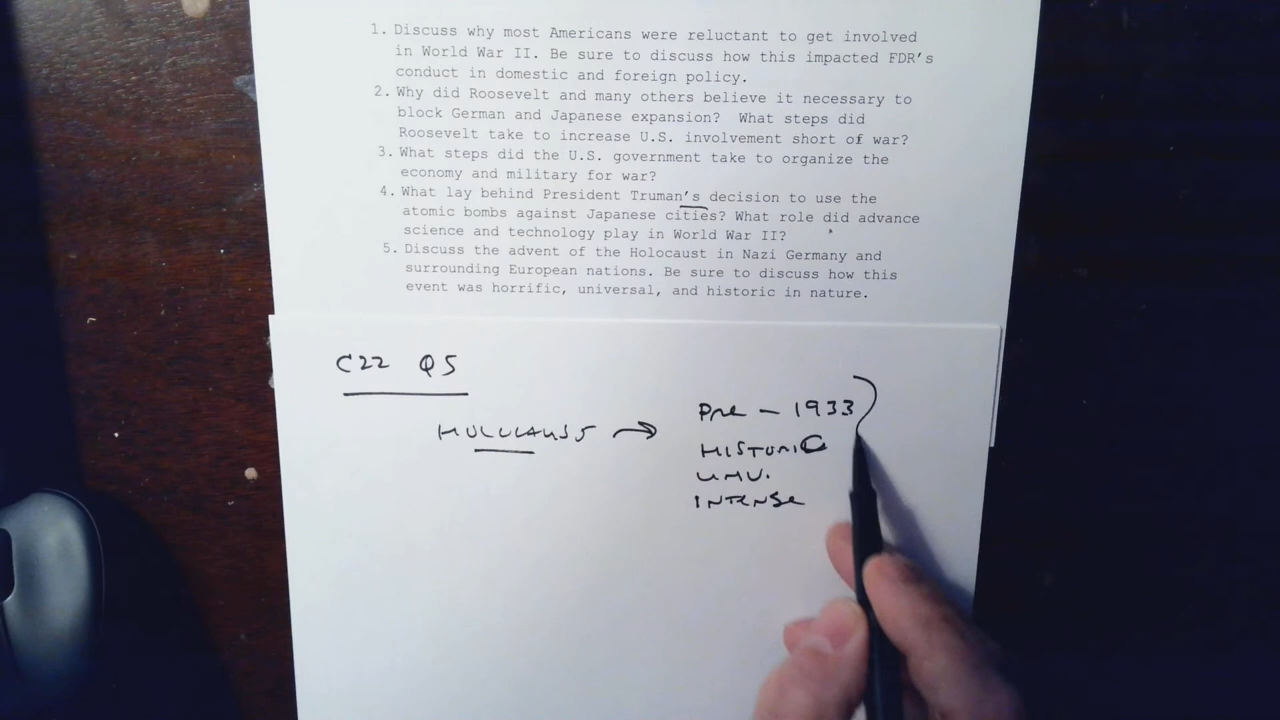 1. Discuss why most Americans were reluctant to get involved
in World War II. Be sure to discuss how this impacted FDR's
conduct in domestic and foreign policy.
2. Why did Roosevelt and many others believe it necessary to
block German and Japanese expansion? What steps did
Roosevelt take to increase U.S. involvement short of war?
3. What steps did the U.S. government take to organize the
economy and military for war?
4. What lay behind President Truman's decision to use the
atomic bombs against Japanese cities? What role did advance
science and technology play in World War II?
5. Discuss the advent of the Holocaust in Nazi Germany and
surrounding European nations. Be sure to discuss how this
event was horrific, universal, and historic in nature.
C22 Q5
Pre - 1933
HOLOCAUST →
HISTORIC
UNIV.
INTENSE